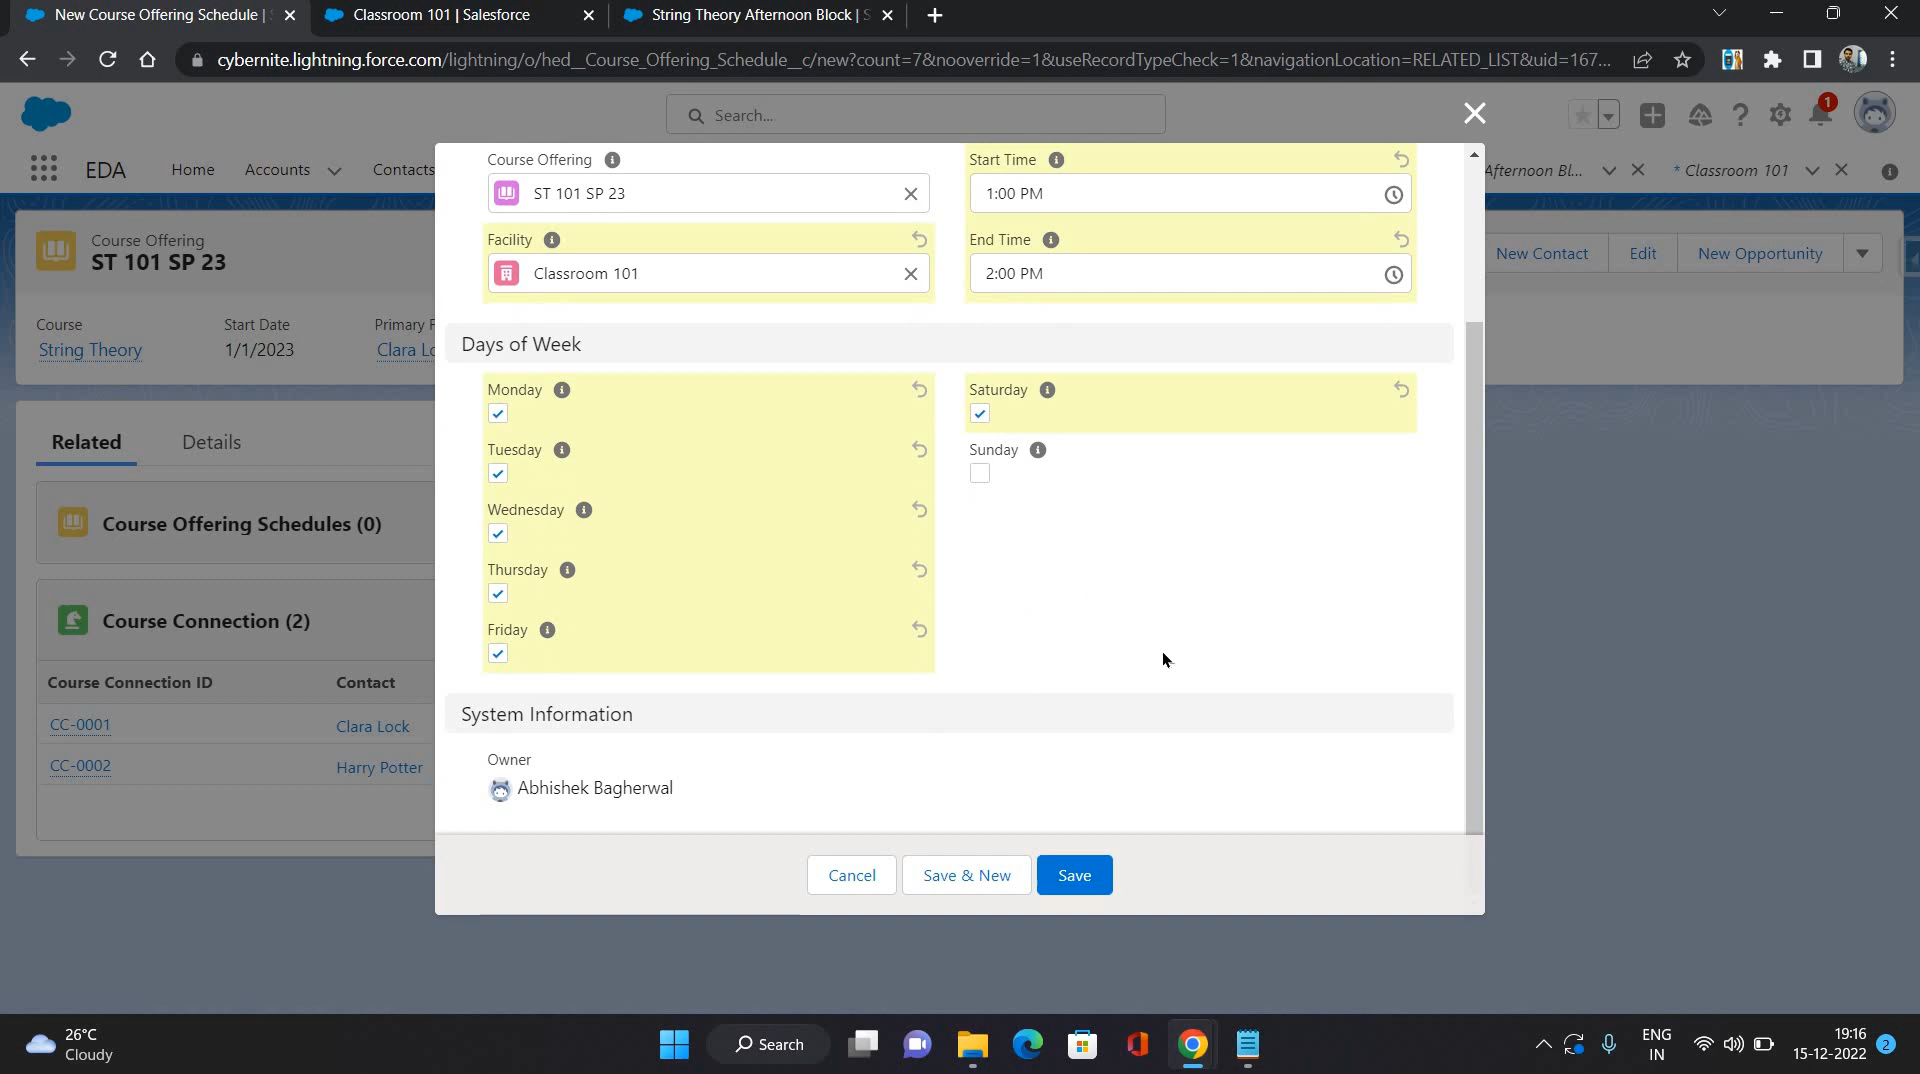 New Course Offering Schedule |
Classroom 101 | Salesforce
String Theory Afternoon Block | S
cybernite.lightning.force.com/lightning/o/hed__Course_Offering_Schedule__c/new?count=7&nooverride=1&useRecordTypeCheck=1&navigationLocation=RELATED_LIST&uid=167...
Search...
1
EDA
Home
Accounts
Contacts
Afternoon Bl...
* Classroom 101
Course Offering
ST 101 SP 23
New Contact
Edit
New Opportunity
Course
Start Date
Primary F
String Theory
1/1/2023
Clara Lo
Related
Details
Course Offering Schedules (0)
Course Connection (2)
Course Connection ID
Contact
CC-0001
Clara Lock
CC-0002
Harry Potter
Course Offering
ST 101 SP 23
Start Time
1:00 PM
Facility
Classroom 101
End Time
2:00 PM
Days of Week
Monday
Saturday
Tuesday
Sunday
Wednesday
Thursday
Friday
System Information
Owner
Abhishek Bagherwal
Cancel
Save & New
Save
26°C
Cloudy
Search
ENG
IN
19:16
15-12-2022
2